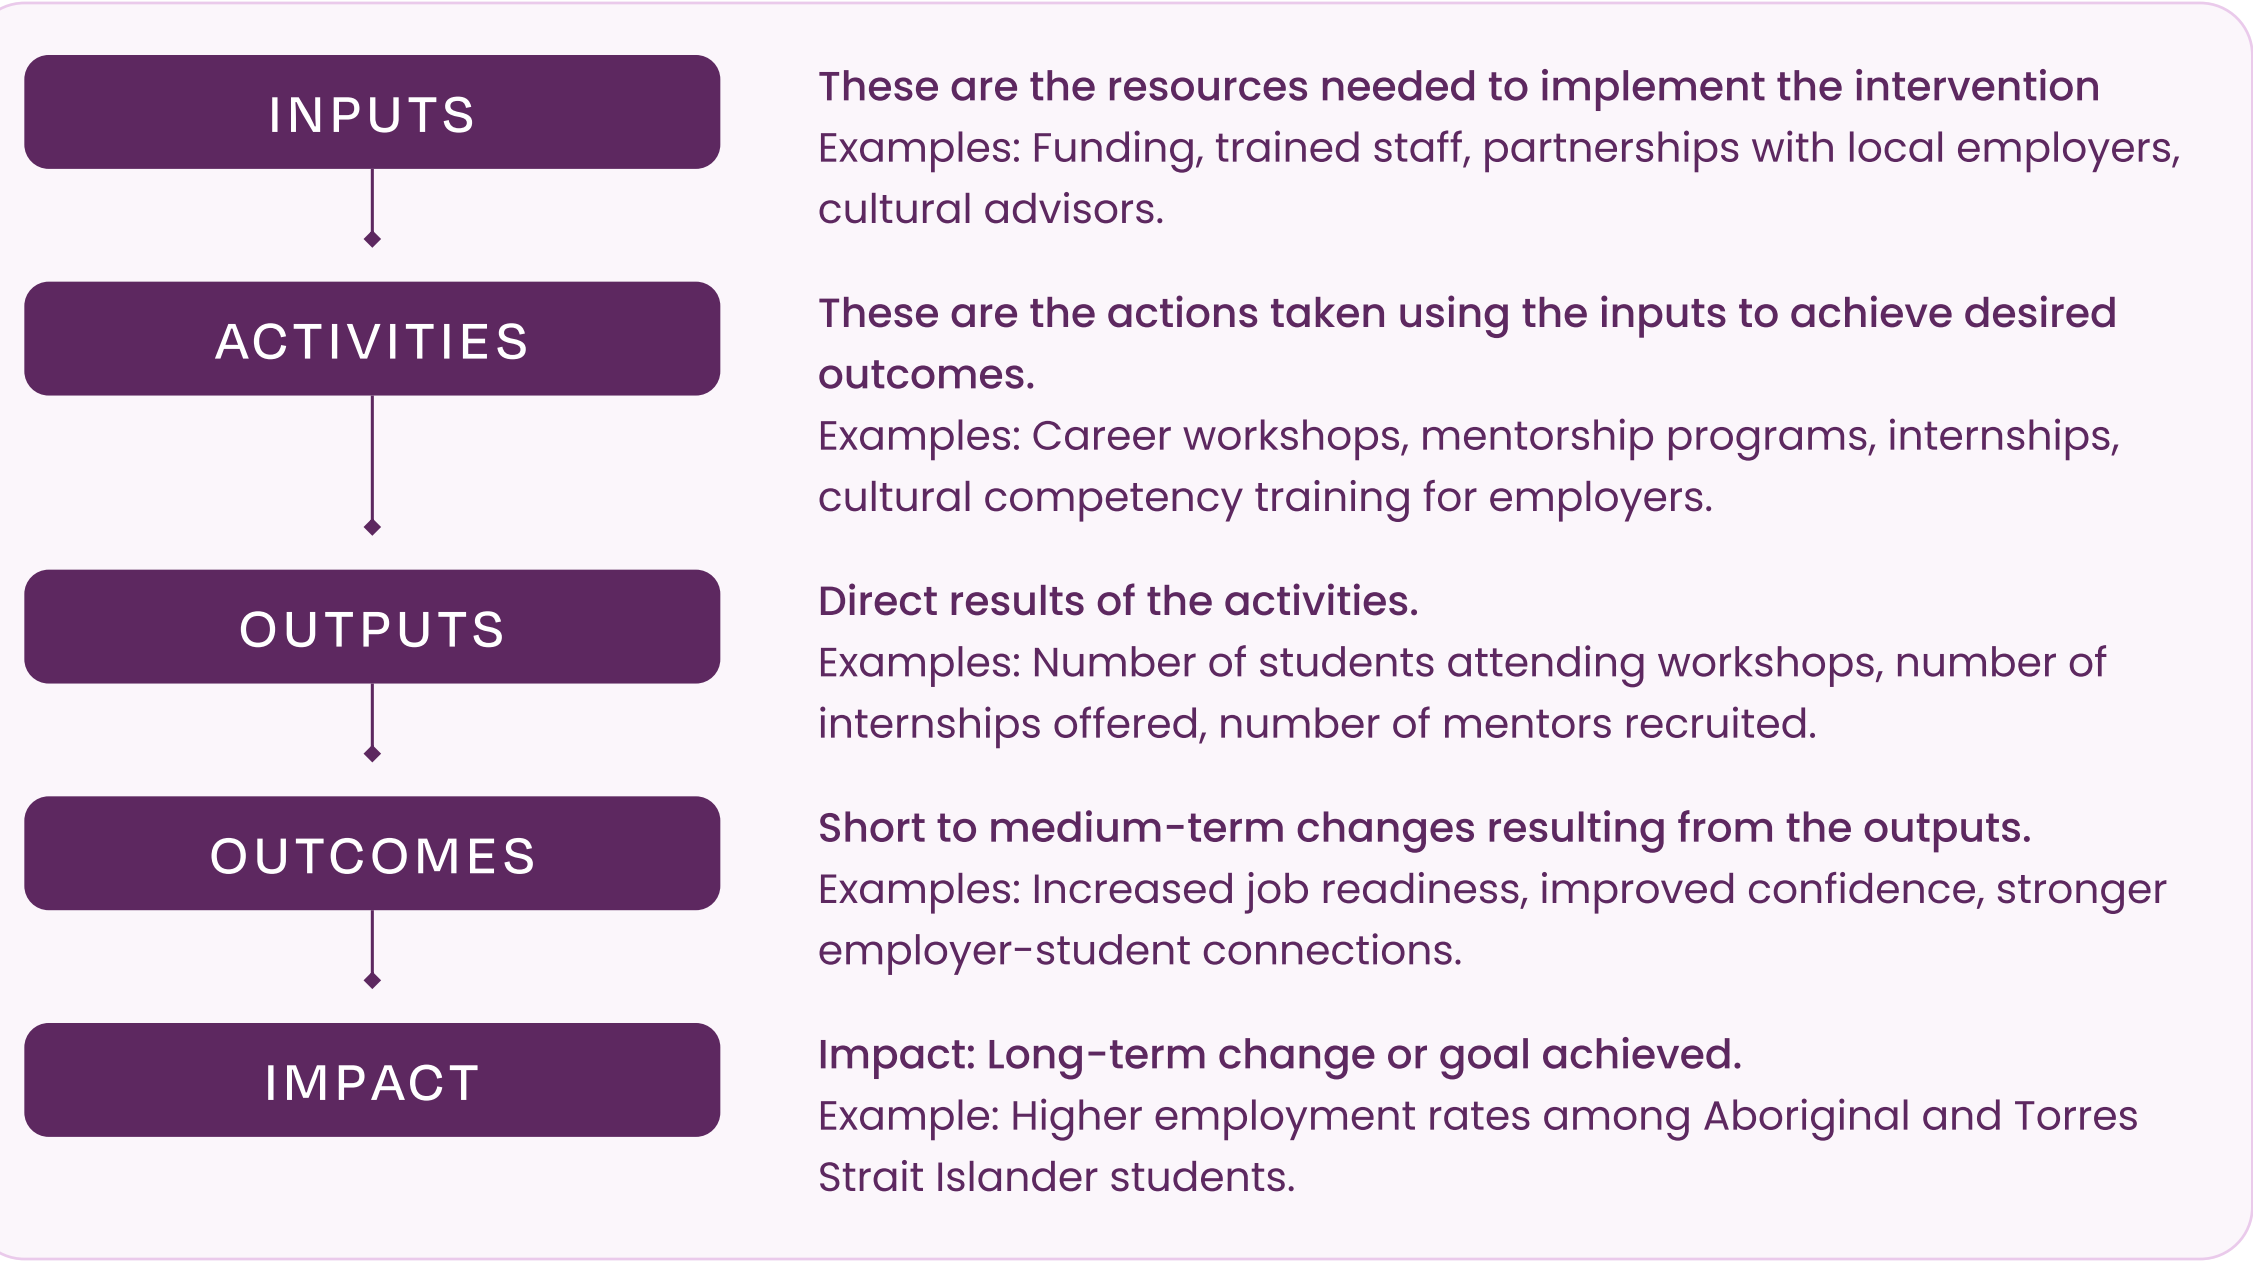 INPUTS
These are the resources needed to implement the intervention
Examples: Funding, trained staff, partnerships with local employers,
cultural advisors.
ACTIVITIES
These are the actions taken using the inputs to achieve desired
outcomes.
Examples: Career workshops, mentorship programs, internships,
cultural competency training for employers.
OUTPUTS
Direct results of the activities.
Examples: Number of students attending workshops, number of
internships offered, number of mentors recruited.
OUTCOMES
Short to medium-term changes resulting from the outputs.
Examples: Increased job readiness, improved confidence, stronger
employer-student connections.
IMPACT
Impact: Long-term change or goal achieved.
Example: Higher employment rates among Aboriginal and Torres
Strait Islander students.